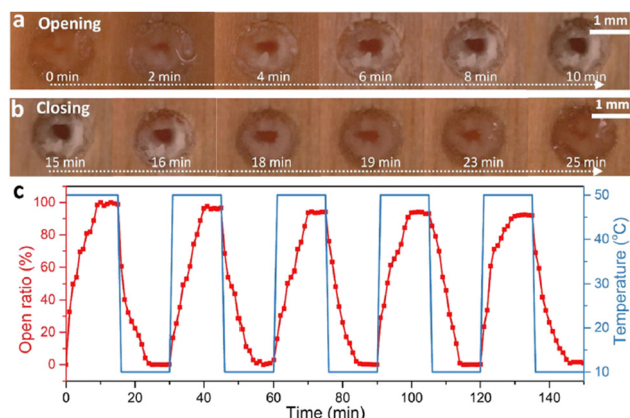 a Opening 1 mm
0 min 2 min 4 min 6 min 8 min 10 min
b Closing 1 mm
15 min 16 min 18 min 19 min 23 min 25 min
c
100
80
60
40
20
0
Open ratio (%)
50
40
30
20
10
Temperature (°C)
0 20 40 60 80 100 120 140
Time (min)